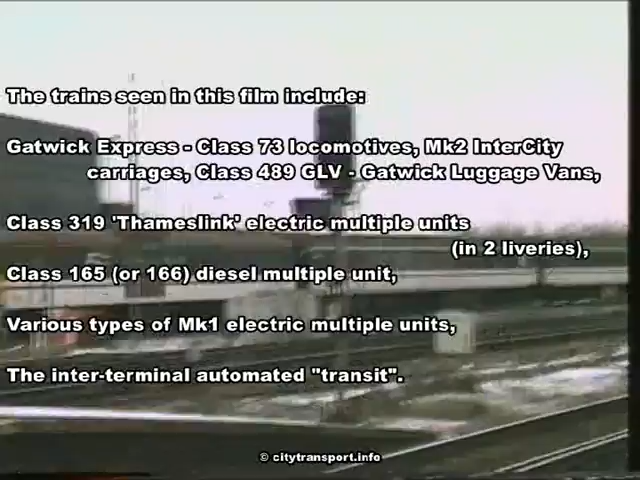 The trains seen in this film include:
Gatwick Express - Class 73 locomotives, Mk2 InterCity
carriages, Class 489 GLV - Gatwick Luggage Vans,
Class 319 'Thameslink' electric multiple units
(in 2 liveries),
Class 165 (or 166) diesel multiple unit,
Various types of Mk1 electric multiple units,
The inter-terminal automated "transit".
© citytransport.info